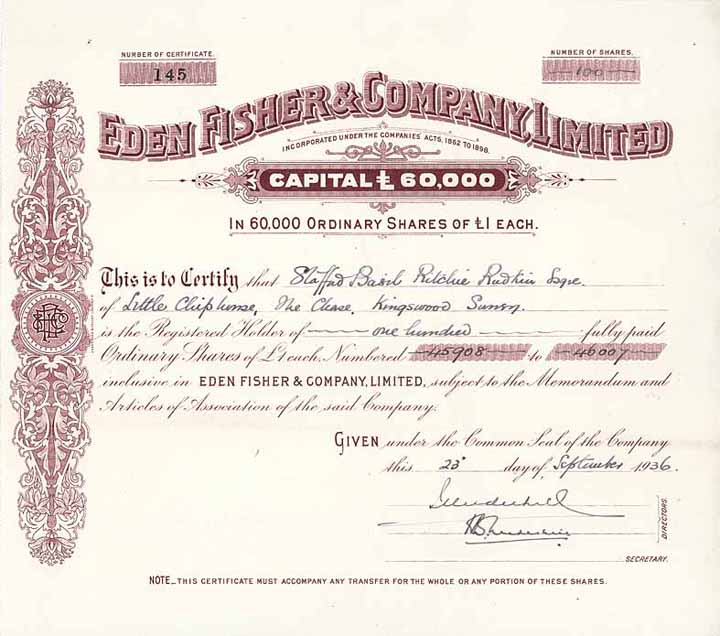 NUMBER OF CERTIFICATE.
145
NUMBER OF SHARES.
100
EDEN FISHER & COMPANY, LIMITED
INCORPORATED UNDER THE COMPANIES ACTS, 1862 TO 1898.
CAPITAL £ 60,000
IN 60,000 ORDINARY SHARES OF £1 EACH.
This is to Certify that Stafford Basil Ritchie Rudkin Esqre.
of Little Chiphouse, The Chase, Kingswood Surrey.
is the Registered Holder of one hundred fully paid
Ordinary Shares of £1 each, Numbered 45908 to 46007
inclusive in EDEN FISHER & COMPANY, LIMITED, subject to the Memorandum and
Articles of Association of the said Company.
GIVEN under the Common Seal of the Company
this 23rd day of September 1936.
DIRECTORS.
SECRETARY.
NOTE_THIS CERTIFICATE MUST ACCOMPANY ANY TRANSFER FOR THE WHOLE OR ANY PORTION OF THESE SHARES.